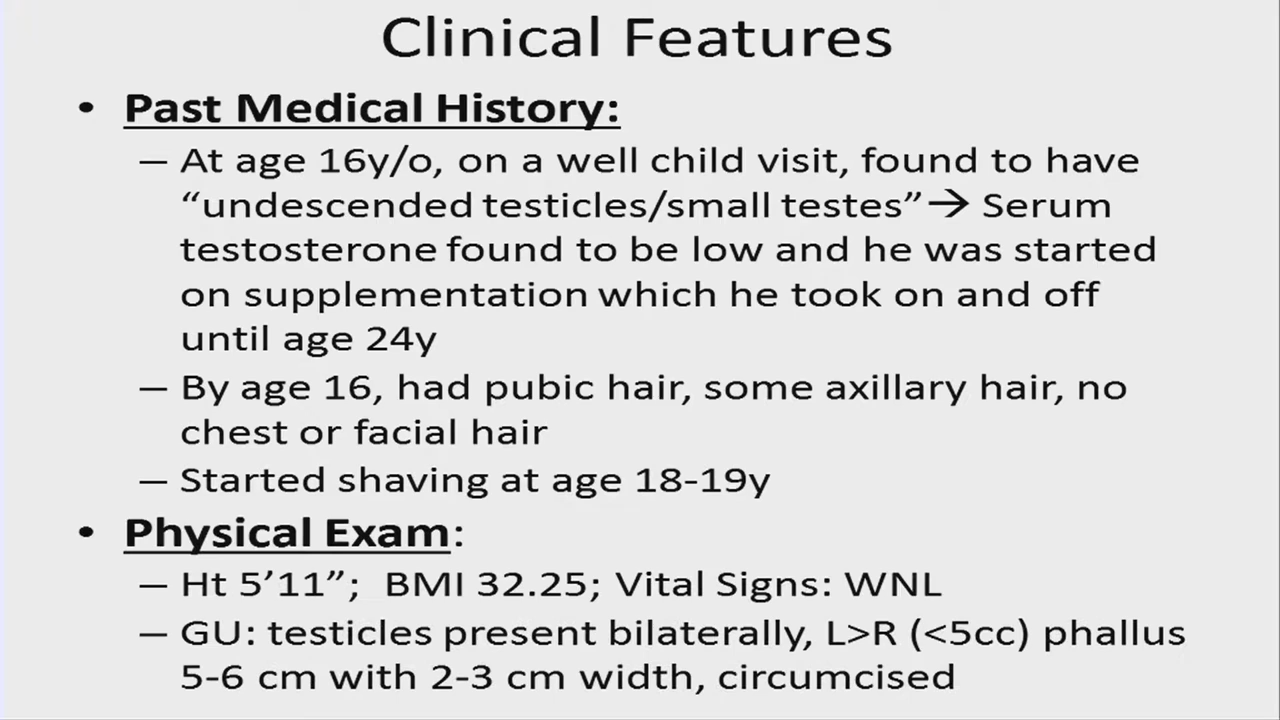 Clinical Features
• Past Medical History:
– At age 16y/o, on a well child visit, found to have
“undescended testicles/small testes”→ Serum
testosterone found to be low and he was started
on supplementation which he took on and off
until age 24y
– By age 16, had pubic hair, some axillary hair, no
chest or facial hair
– Started shaving at age 18-19y
• Physical Exam:
– Ht 5’11”; BMI 32.25; Vital Signs: WNL
– GU: testicles present bilaterally, L>R (<5cc) phallus
5-6 cm with 2-3 cm width, circumcised